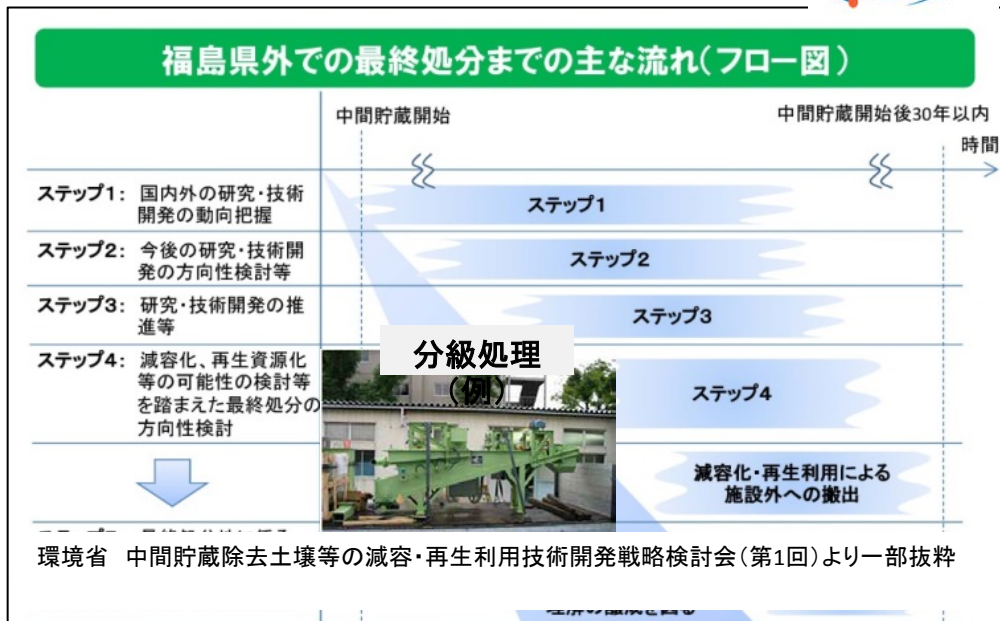 福島県外での最終処分までの主な流れ(フロー図)
中間貯蔵開始
中間貯蔵開始後30年以内
時間
ステップ1: 国内外の研究・技術
開発の動向把握
ステップ1
ステップ2: 今後の研究・技術開
発の方向性検討等
ステップ2
ステップ3: 研究・技術開発の推
進等
ステップ3
ステップ4: 減容化、再生資源化
等の可能性の検討等
を踏まえた最終処分の
方向性検討
ステップ4
分級処理
(例)
減容化・再生利用による
施設外への搬出
環境省 中間貯蔵除去土壌等の減容・再生利用技術開発戦略検討会(第1回)より一部抜粋